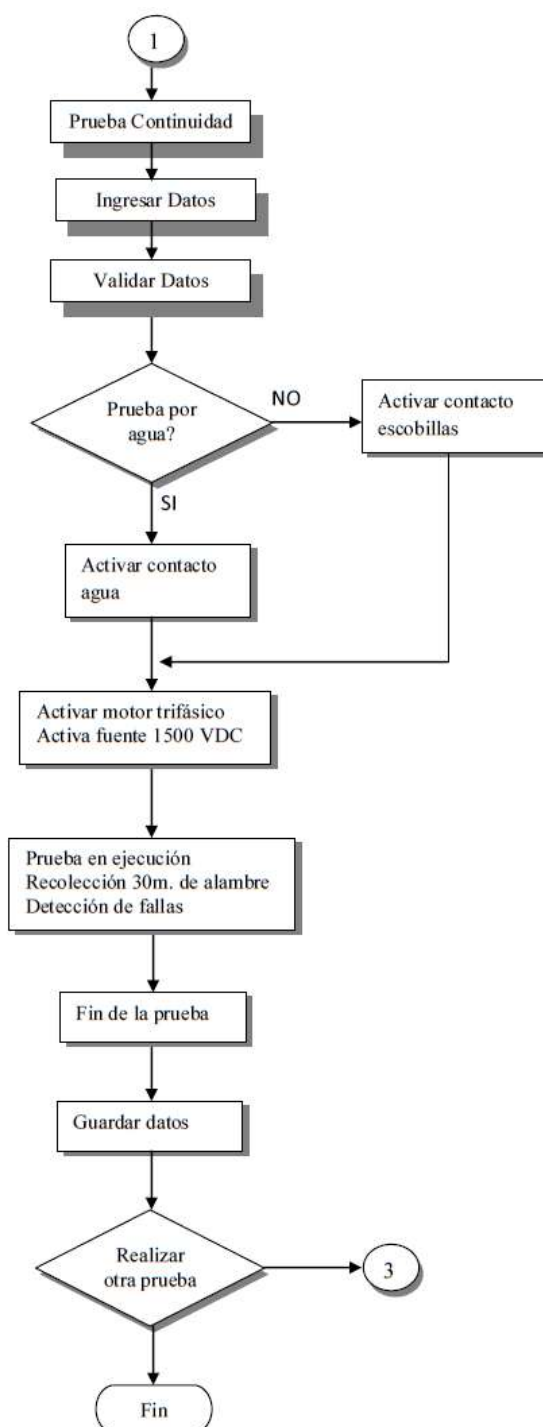 1
Prueba Continuidad
Ingresar Datos
Validar Datos
Prueba por
agua?
NO
Activar contacto
escobillas
SI
Activar contacto
agua
Activar motor trifásico
Activa fuente 1500 VDC
Prueba en ejecución
Recolección 30m. de alambre
Detección de fallas
Fin de la prueba
Guardar datos
Realizar
otra prueba
3
Fin